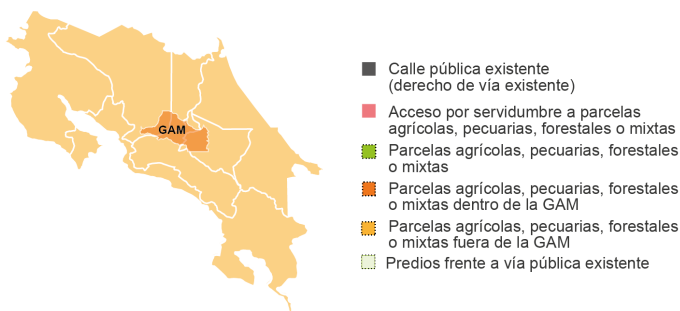 GAM
Calle pública existente
(derecho de vía existente)
Acceso por servidumbre a parcelas
agrícolas, pecuarias, forestales o mixtas
Parcelas agrícolas, pecuarias, forestales
o mixtas
Parcelas agrícolas, pecuarias, forestales
o mixtas dentro de la GAM
Parcelas agrícolas, pecuarias, forestales
o mixtas fuera de la GAM
Predios frente a vía pública existente